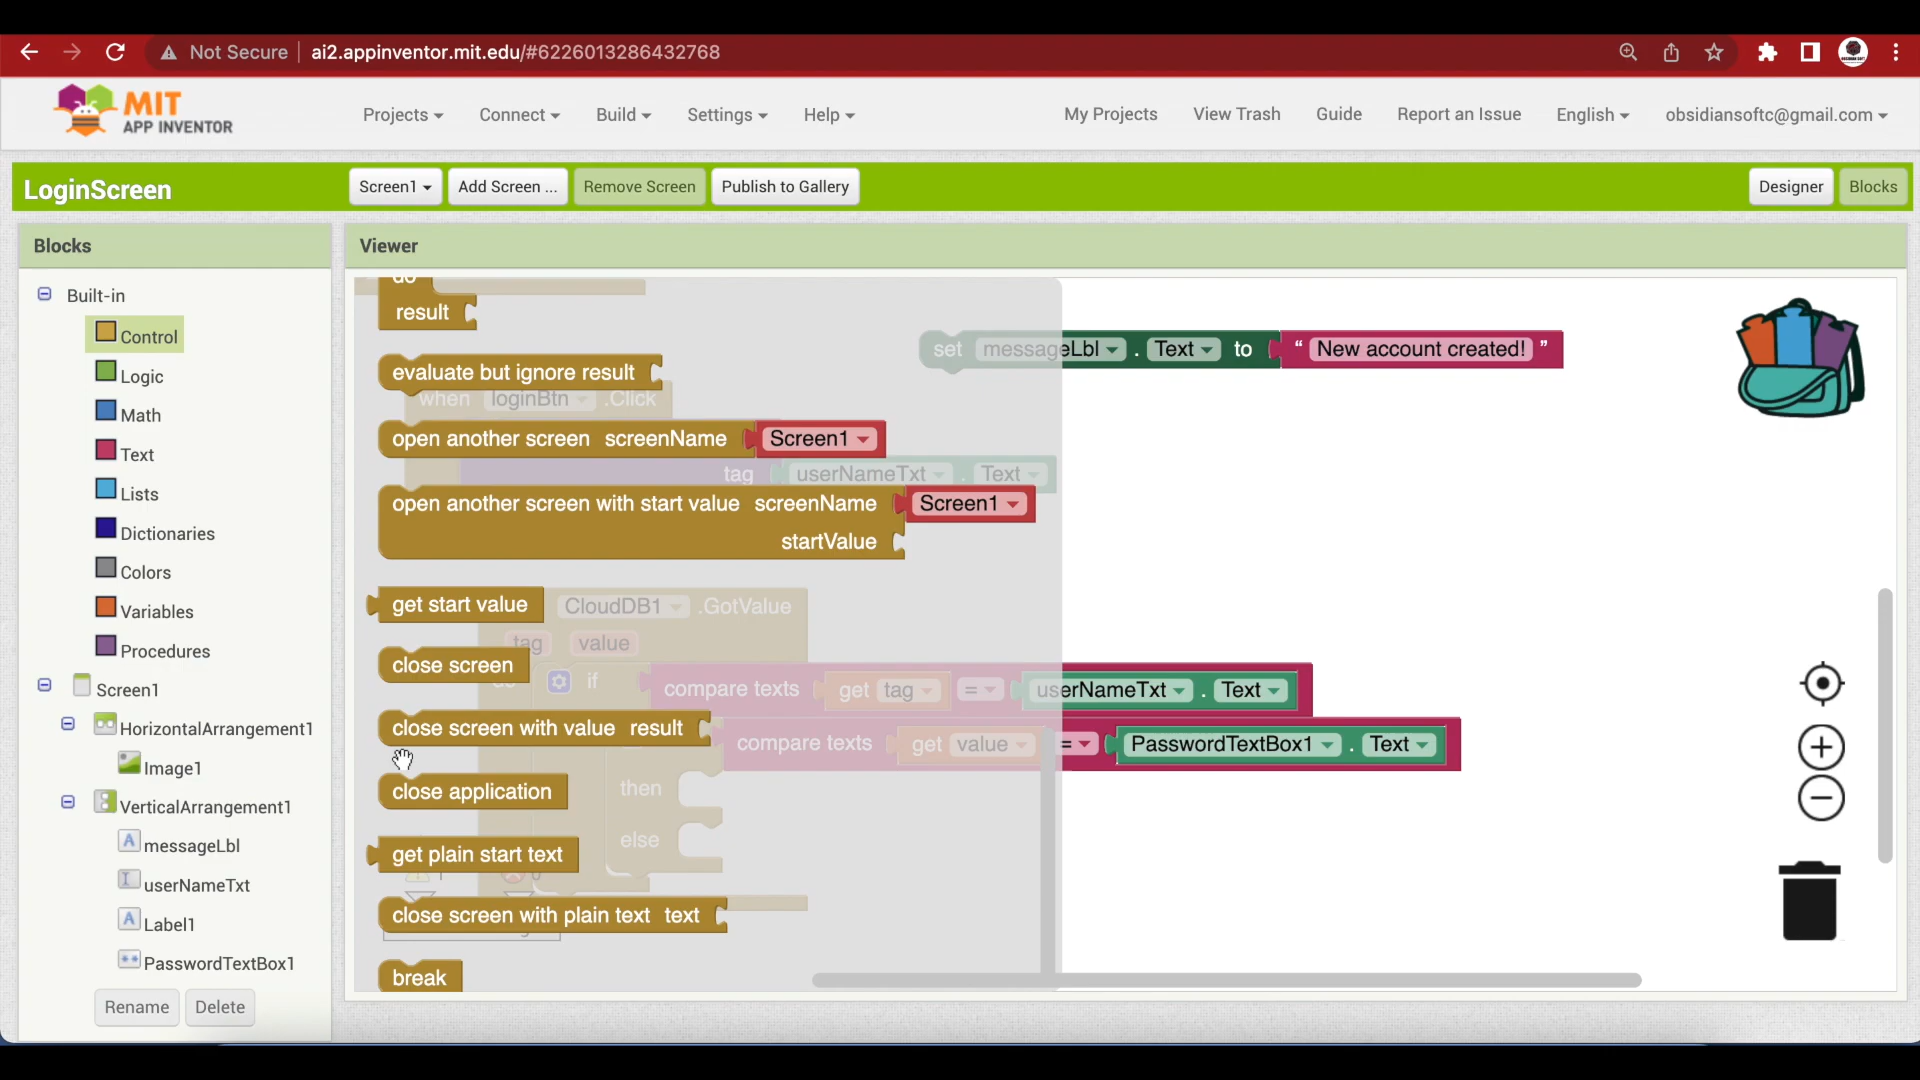 Not Secure ai2.appinventor.mit.edu/#6226013286432768
MIT
APP INVENTOR
Projects Connect Build Settings Help My Projects View Trash Guide Report an Issue English obsidiansoftc@gmail.com
LoginScreen Screen1 Add Screen ... Remove Screen Publish to Gallery Designer Blocks
Blocks
Built-in
Control
Logic
Math
Text
Lists
Dictionaries
Colors
Variables
Procedures
Screen1
HorizontalArrangement1
Image1
VerticalArrangement1
messageLbl
userNameTxt
Label1
PasswordTextBox1
Rename Delete
Viewer
do
result
evaluate but ignore result
open another screen screenName Screen1
open another screen with start value screenName Screen1
startValue
get start value
close screen
close screen with value result
close application
get plain start text
close screen with plain text text
break
set messageLbl . Text to “ New account created! ”
when loginBtn .Click
tag userNameTxt . Text
CloudDB1 .GotValue
tag value
if compare texts get tag = userNameTxt . Text
compare texts get value = PasswordTextBox1 . Text
then
else